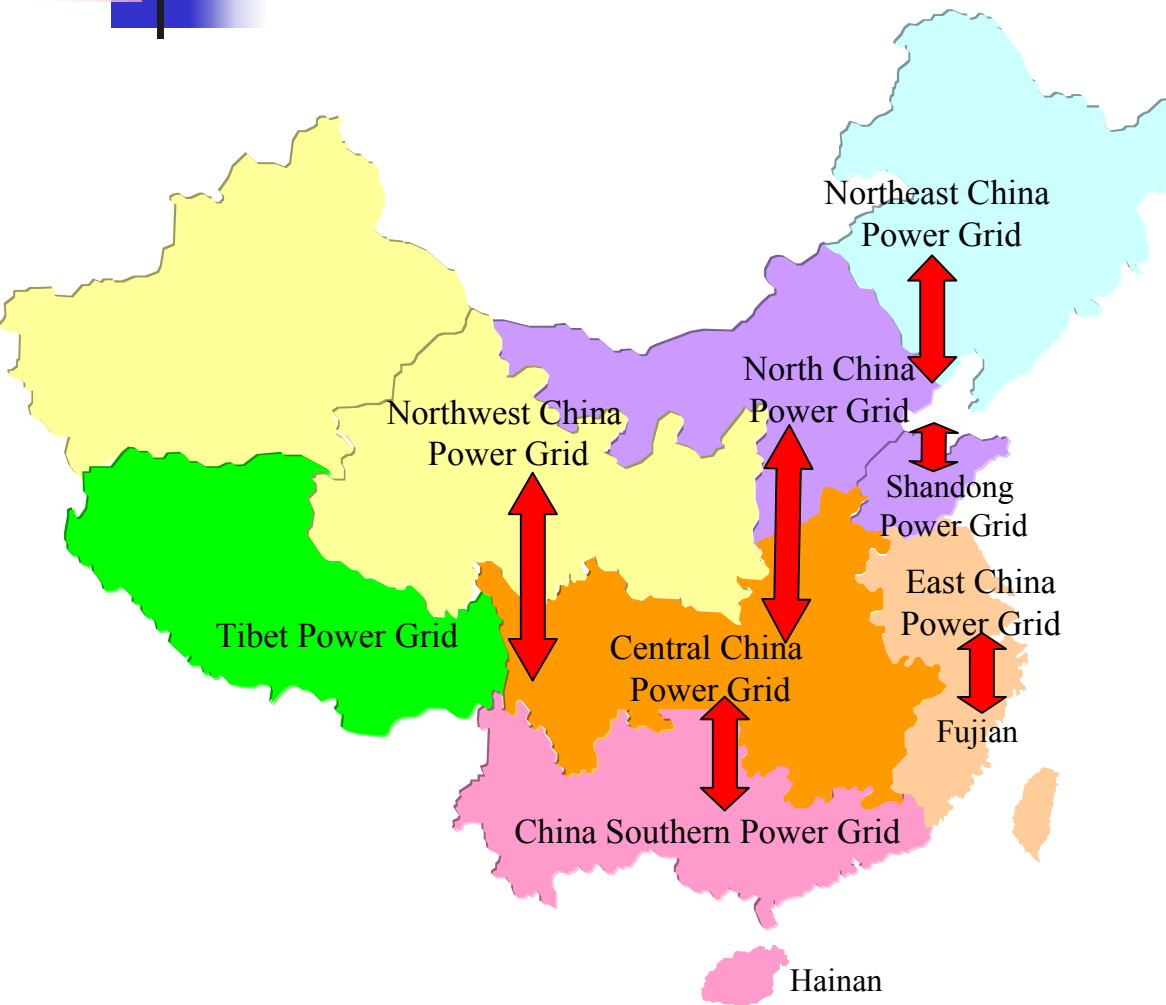 Northeast China
Power Grid
North China
Power Grid
Northwest China
Power Grid
Shandong
Power Grid
East China
Power Grid
Tibet Power Grid
Central China
Power Grid
Fujian
China Southern Power Grid
Hainan